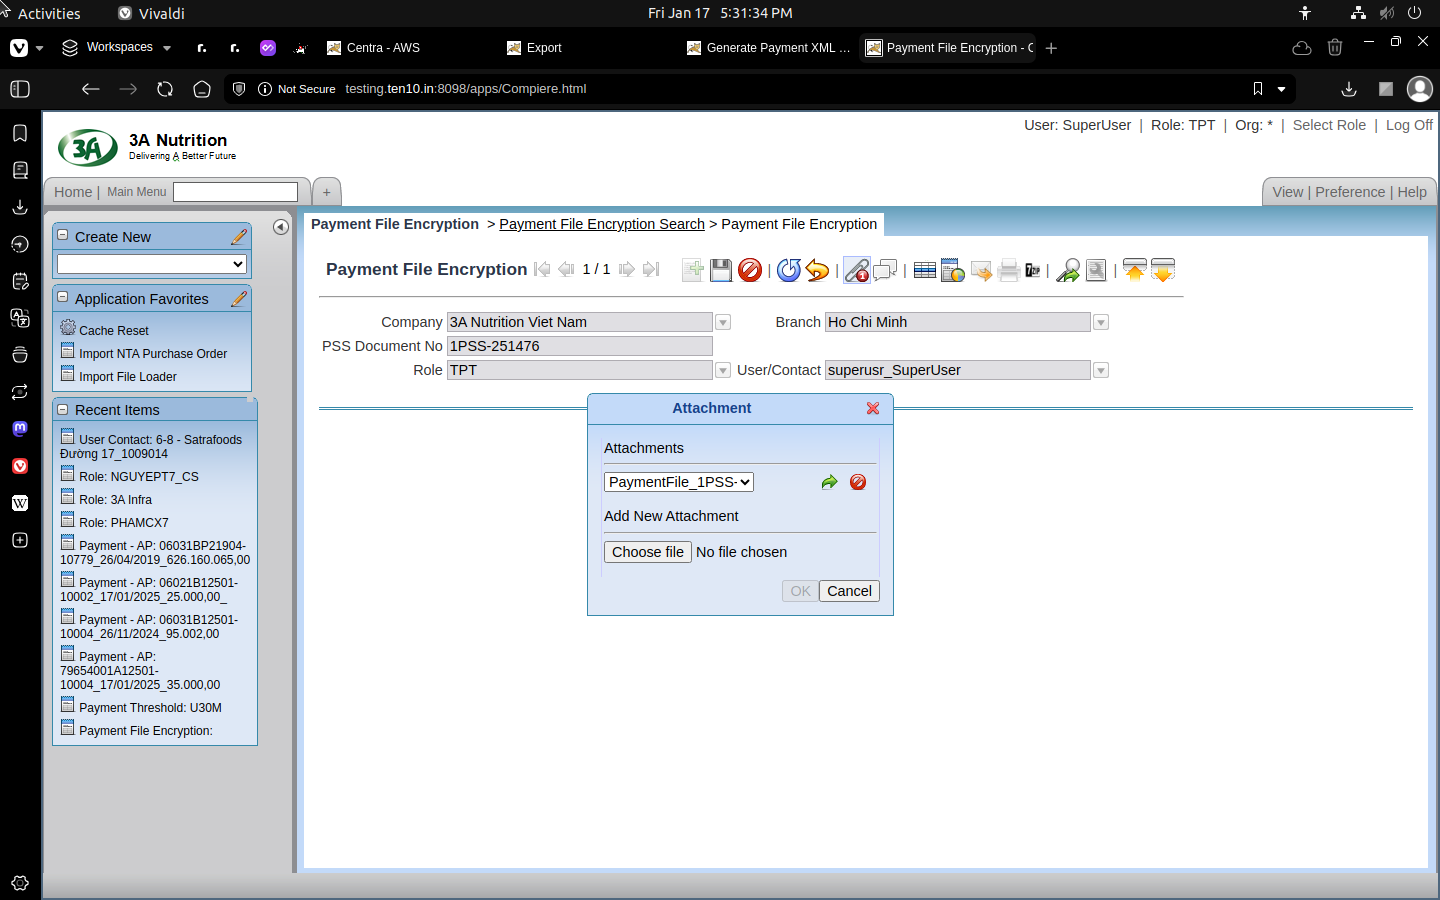 Activities
Vivaldi
Fri Jan 17 5:31:34 PM
Workspaces
r.
r.
Centra - AWS
Export
Generate Payment XML ...
Payment File Encryption - C
Not Secure
testing.ten10.in:8098/apps/Compiere.html
3A
3A Nutrition
Delivering A Better Future
User: SuperUser | Role: TPT | Org: * | Select Role | Log Off
Home | Main Menu
+
View | Preference | Help
Create New
Application Favorites
Cache Reset
Import NTA Purchase Order
Import File Loader
Recent Items
User Contact: 6-8 - Satrafoods
Đường 17_1009014
Role: NGUYEPT7_CS
Role: 3A Infra
Role: PHAMCX7
Payment - AP: 06031BP21904-
10779_26/04/2019_626.160.065,00
Payment - AP: 06021B12501-
10002_17/01/2025_25.000,00_
Payment - AP: 06031B12501-
10004_26/11/2024_95.002,00
Payment - AP:
79654001A12501-
10004_17/01/2025_35.000,00
Payment Threshold: U30M
Payment File Encryption:
Payment File Encryption > Payment File Encryption Search > Payment File Encryption
Payment File Encryption
1 / 1
1
Company
3A Nutrition Viet Nam
Branch
Ho Chi Minh
PSS Document No
1PSS-251476
Role
TPT
User/Contact
superusr_SuperUser
Attachment
Attachments
PaymentFile_1PSS-
Add New Attachment
Choose file
No file chosen
OK
Cancel
W